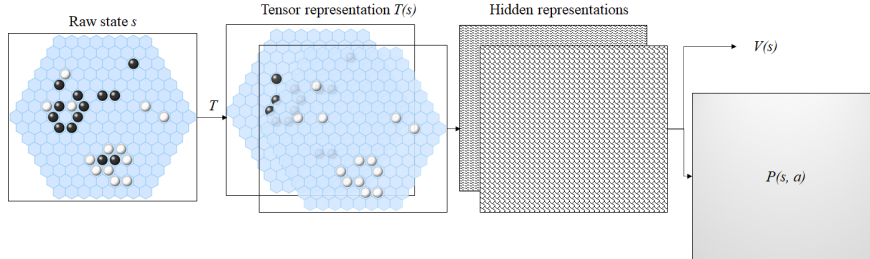 Raw state s
Tensor representation T(s)
Hidden representations
T
V(s)
P(s, a)